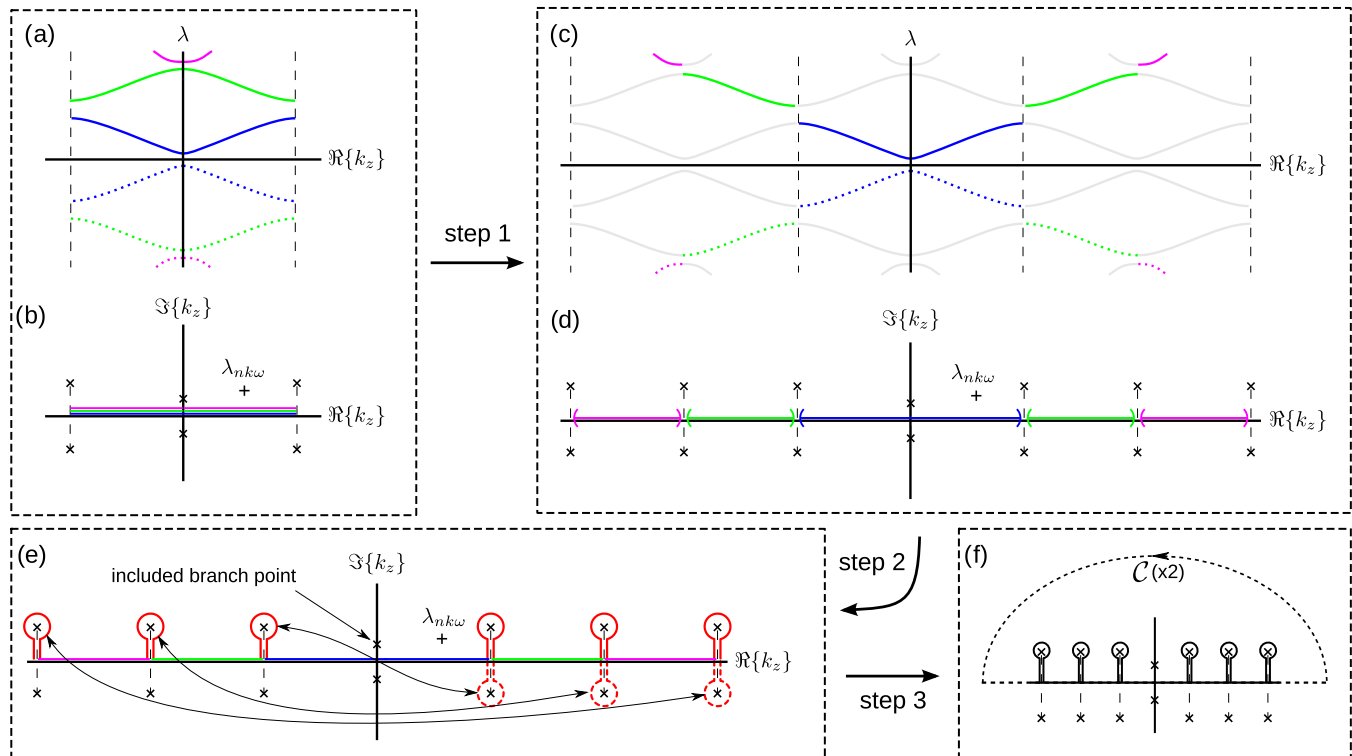 (a)
λ
ℜ{k_z}
(b)
ℑ{k_z}
λ_{nkω}
ℜ{k_z}
step 1
(c)
λ
ℜ{k_z}
(d)
ℑ{k_z}
λ_{nkω}
ℜ{k_z}
(e)
ℑ{k_z}
included branch point
λ_{nkω}
ℜ{k_z}
step 2
step 3
(f)
𝒞(x2)